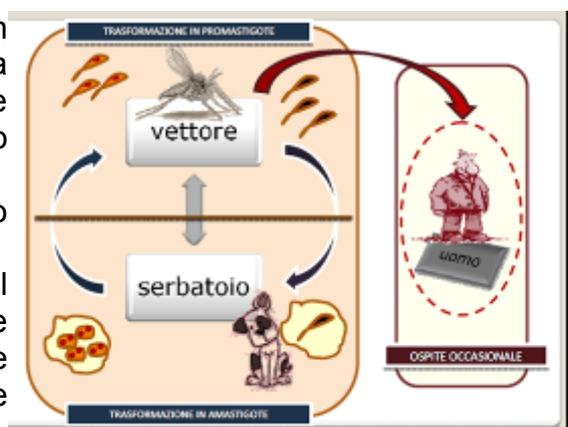 TRASFORMAZIONE IN PROMASTIGOTE
vettore
serbatoio
uomo
OSPITE OCCASIONALE
TRASFORMAZIONE IN AMASTIGOTE